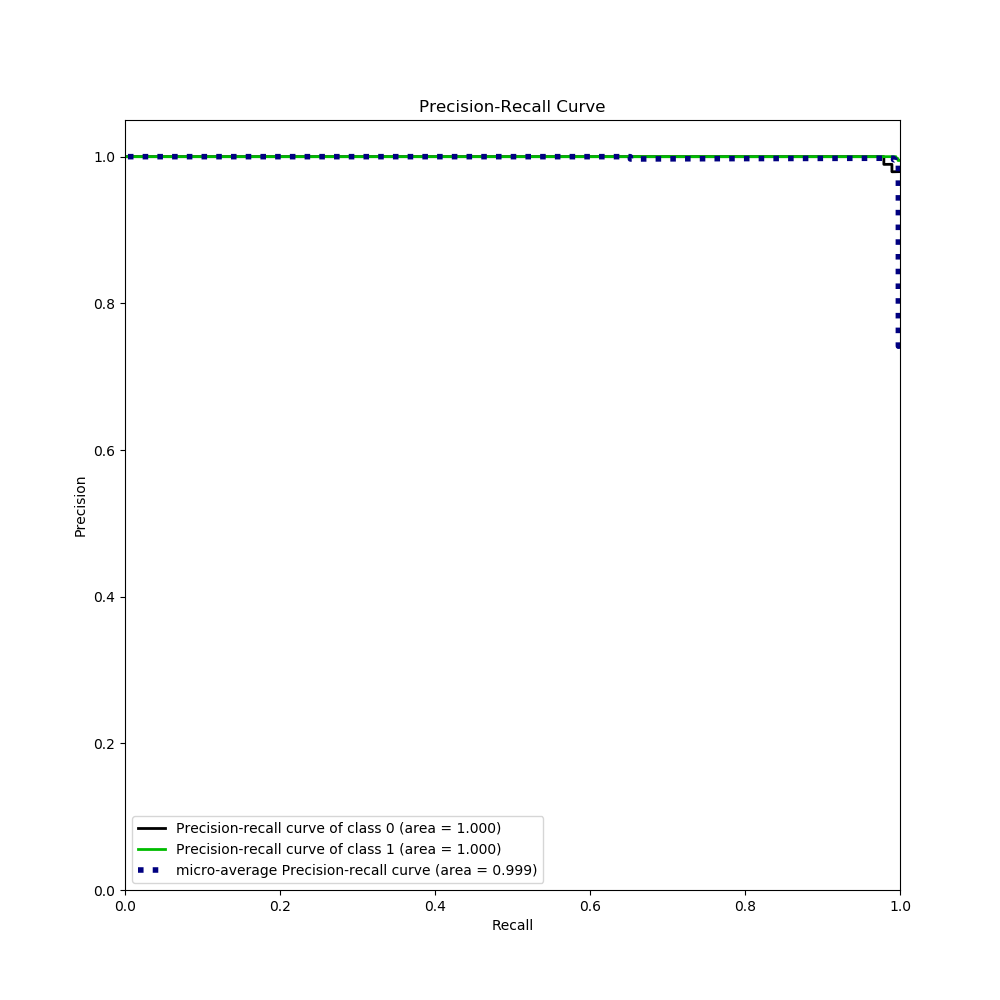 Precision-Recall Curve
1.0
0.8
0.6
0.4
0.2
0.0
Precision
Precision-recall curve of class 0 (area = 1.000)
Precision-recall curve of class 1 (area = 1.000)
micro-average Precision-recall curve (area = 0.999)
0.0 0.2 0.4 0.6 0.8 1.0
Recall